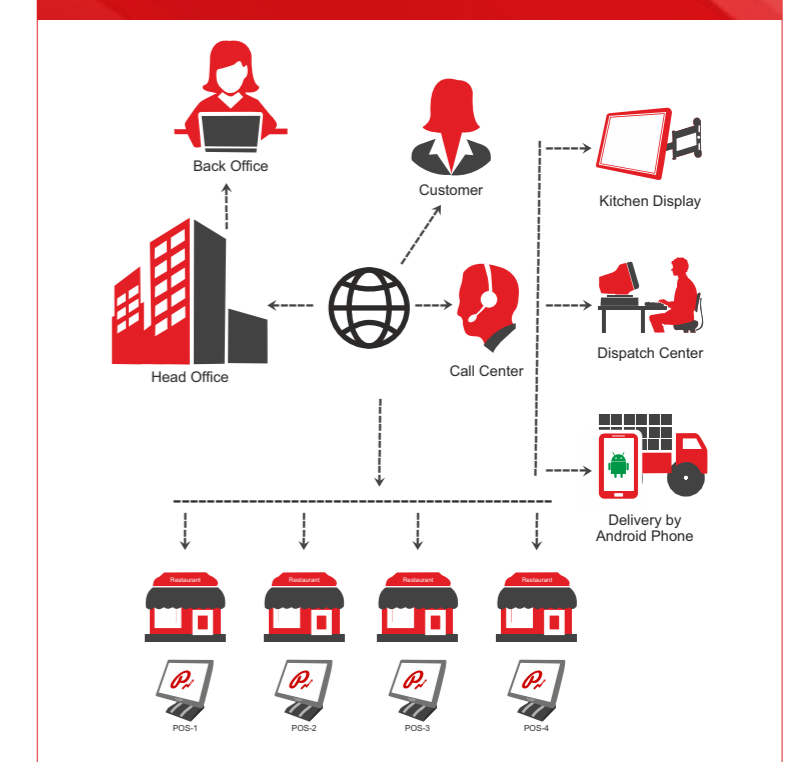 Back Office
Customer
Kitchen Display
Head Office
Call Center
Dispatch Center
Delivery by
Android Phone
Restaurant
Restaurant
Restaurant
Restaurant
POS-1
POS-2
POS-3
POS-4